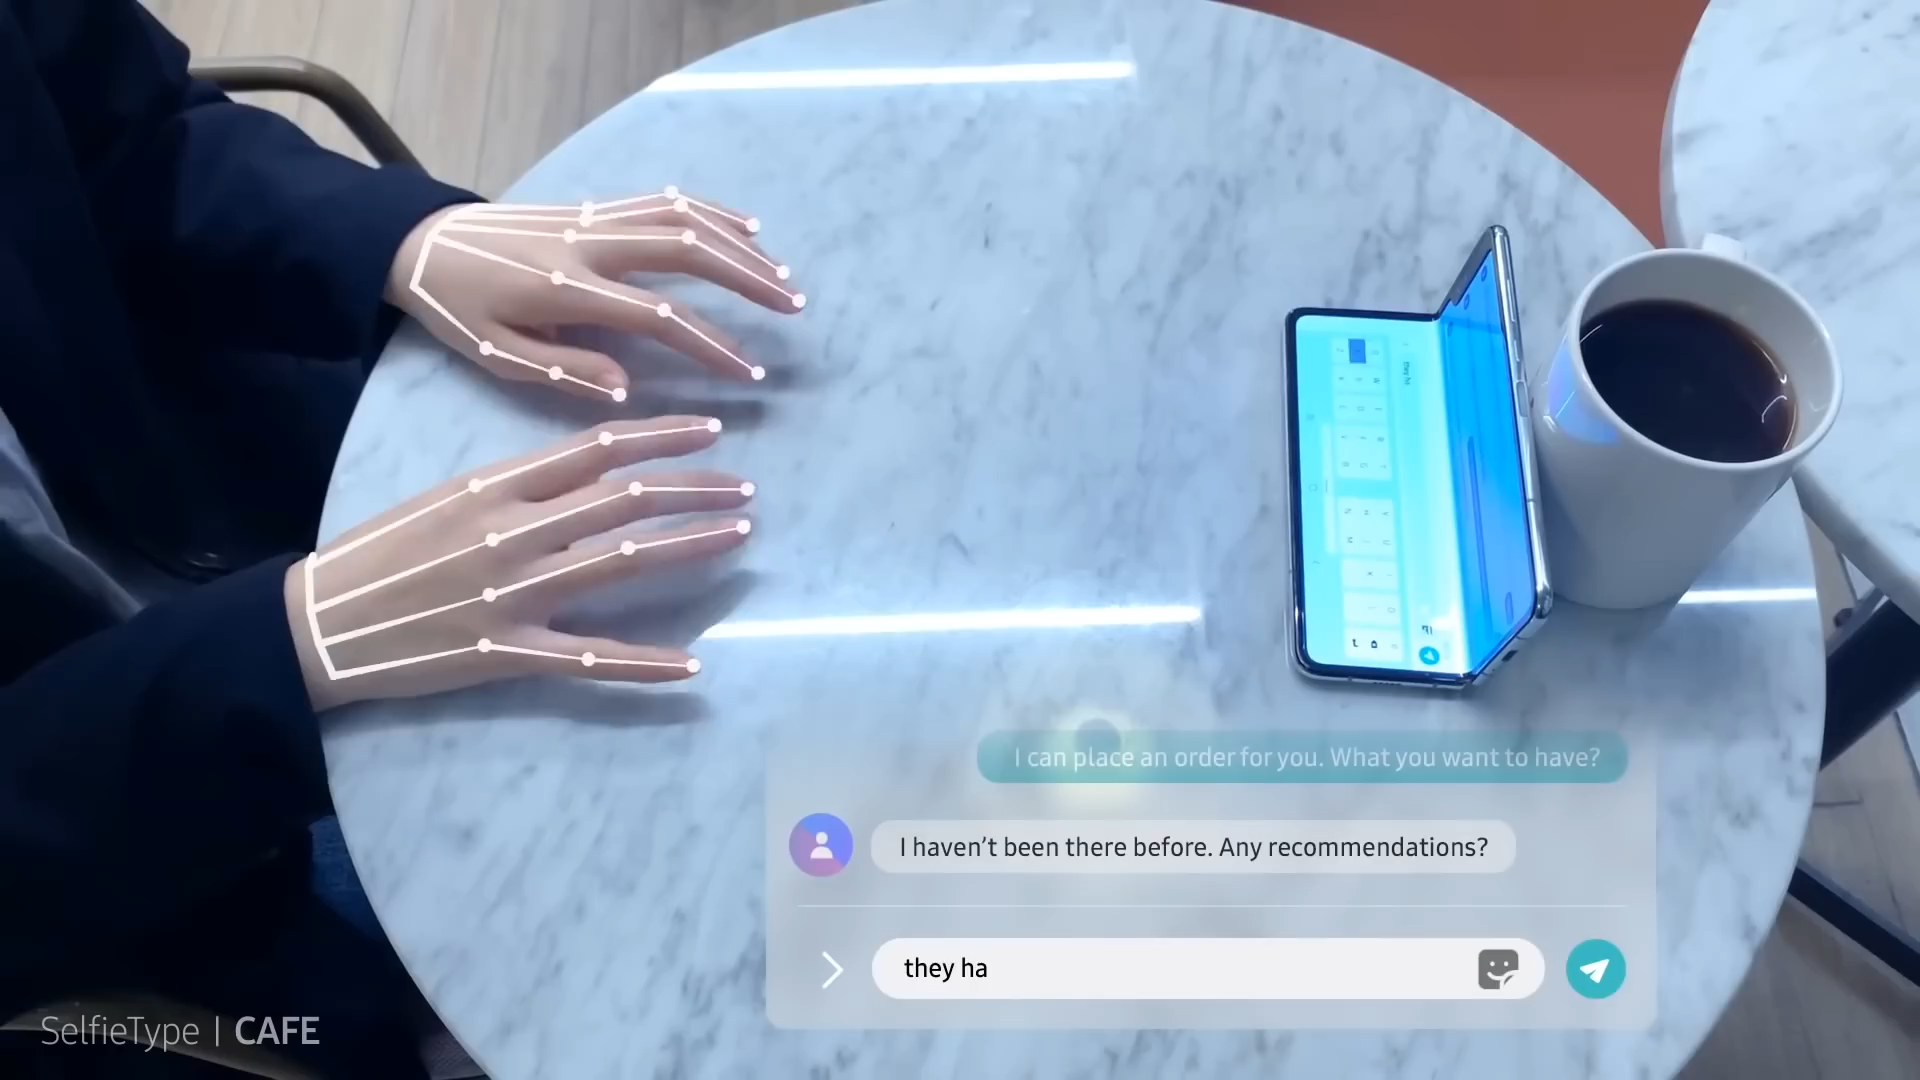 I can place an order for you. What you want to have?
I haven’t been there before. Any recommendations?
they ha
SelfieType | CAFE